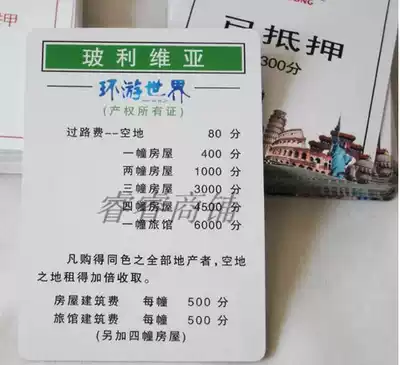 玻利维亚
环游世界
(产权所有证)
过路费--空地 80 分
一幢房屋 400 分
两幢房屋 1000 分
三幢房屋 3000 分
四幢房屋 4500 分
一幢旅馆 6000 分
凡购得同色之全部地产者,空地
之地租得加倍收取。
房屋建筑费 每幢 500 分
旅馆建筑费 每幢 500 分
(另加四幢房屋)
已抵押
300分
睿睿商铺